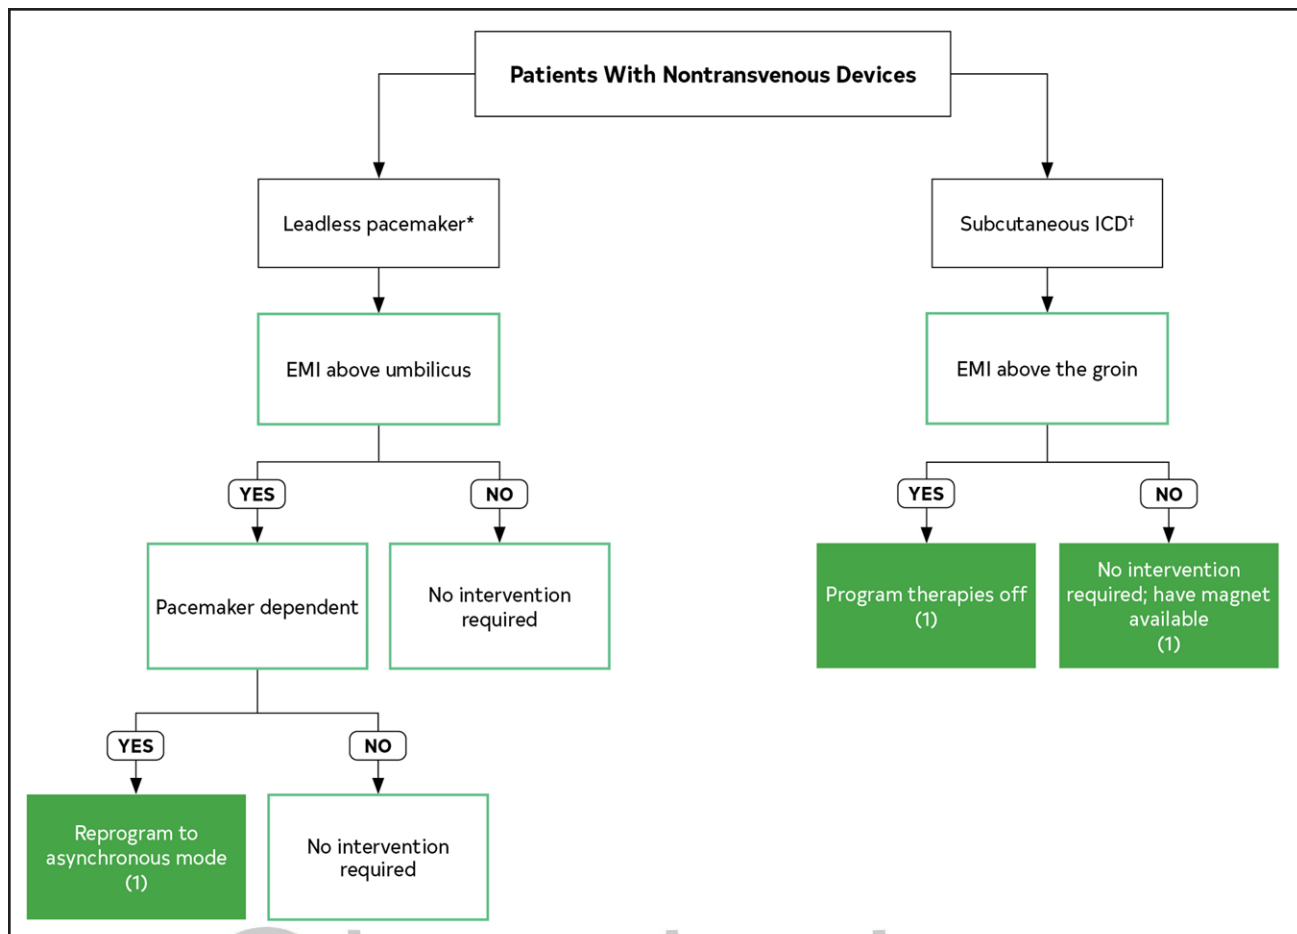 Patients With Nontransvenous Devices
Leadless pacemaker*
Subcutaneous ICD†
EMI above umbilicus
EMI above the groin
YES
NO
YES
NO
Pacemaker dependent
No intervention
required
Program therapies off
(1)
No intervention
required; have magnet
available
(1)
YES
NO
Reprogram to
asynchronous mode
(1)
No intervention
required